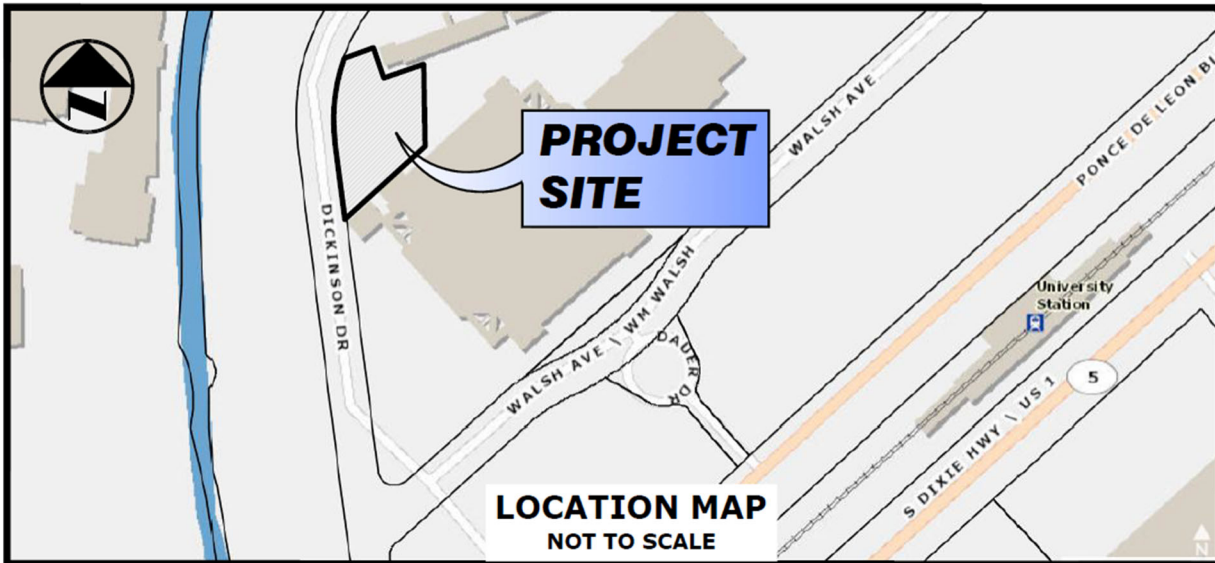 N
PROJECT
SITE
WALSH AVE
PONCE DE LEON BL
DICKINSON DR
University
Station
WALSH AVE \ WM WALSH
DAUER DR
5
S DIXIE HWY \ US 1
LOCATION MAP
NOT TO SCALE
N